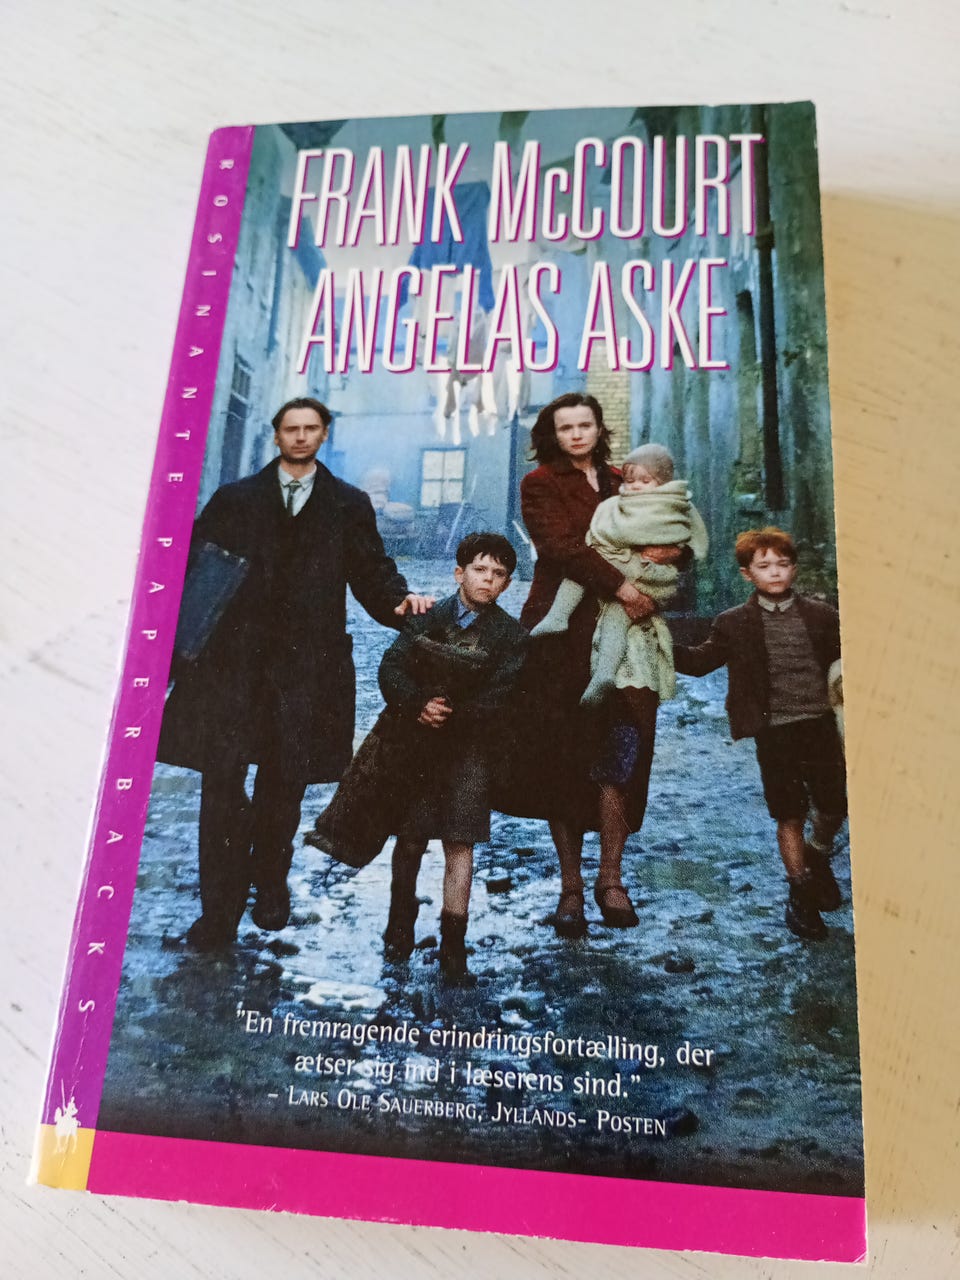 FRANK McCOURT
ANGELAS ASKE
ROSINANTE PAPERBACKS
"En fremragende erindringsfortælling, der
ætser sig ind i læserens sind."
– LARS OLE SAUERBERG, JYLLANDS- POSTEN